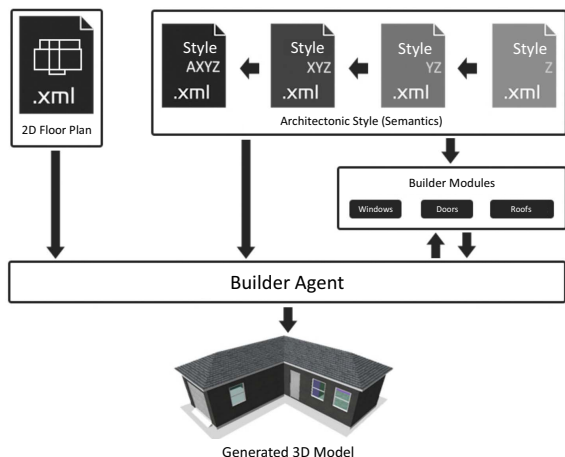 .xml
2D Floor Plan
Style
AXYZ
.xml
Style
XYZ
.xml
Style
YZ
.xml
Style
Z
.xml
Architectonic Style (Semantics)
Builder Modules
Windows
Doors
Roofs
Builder Agent
Generated 3D Model